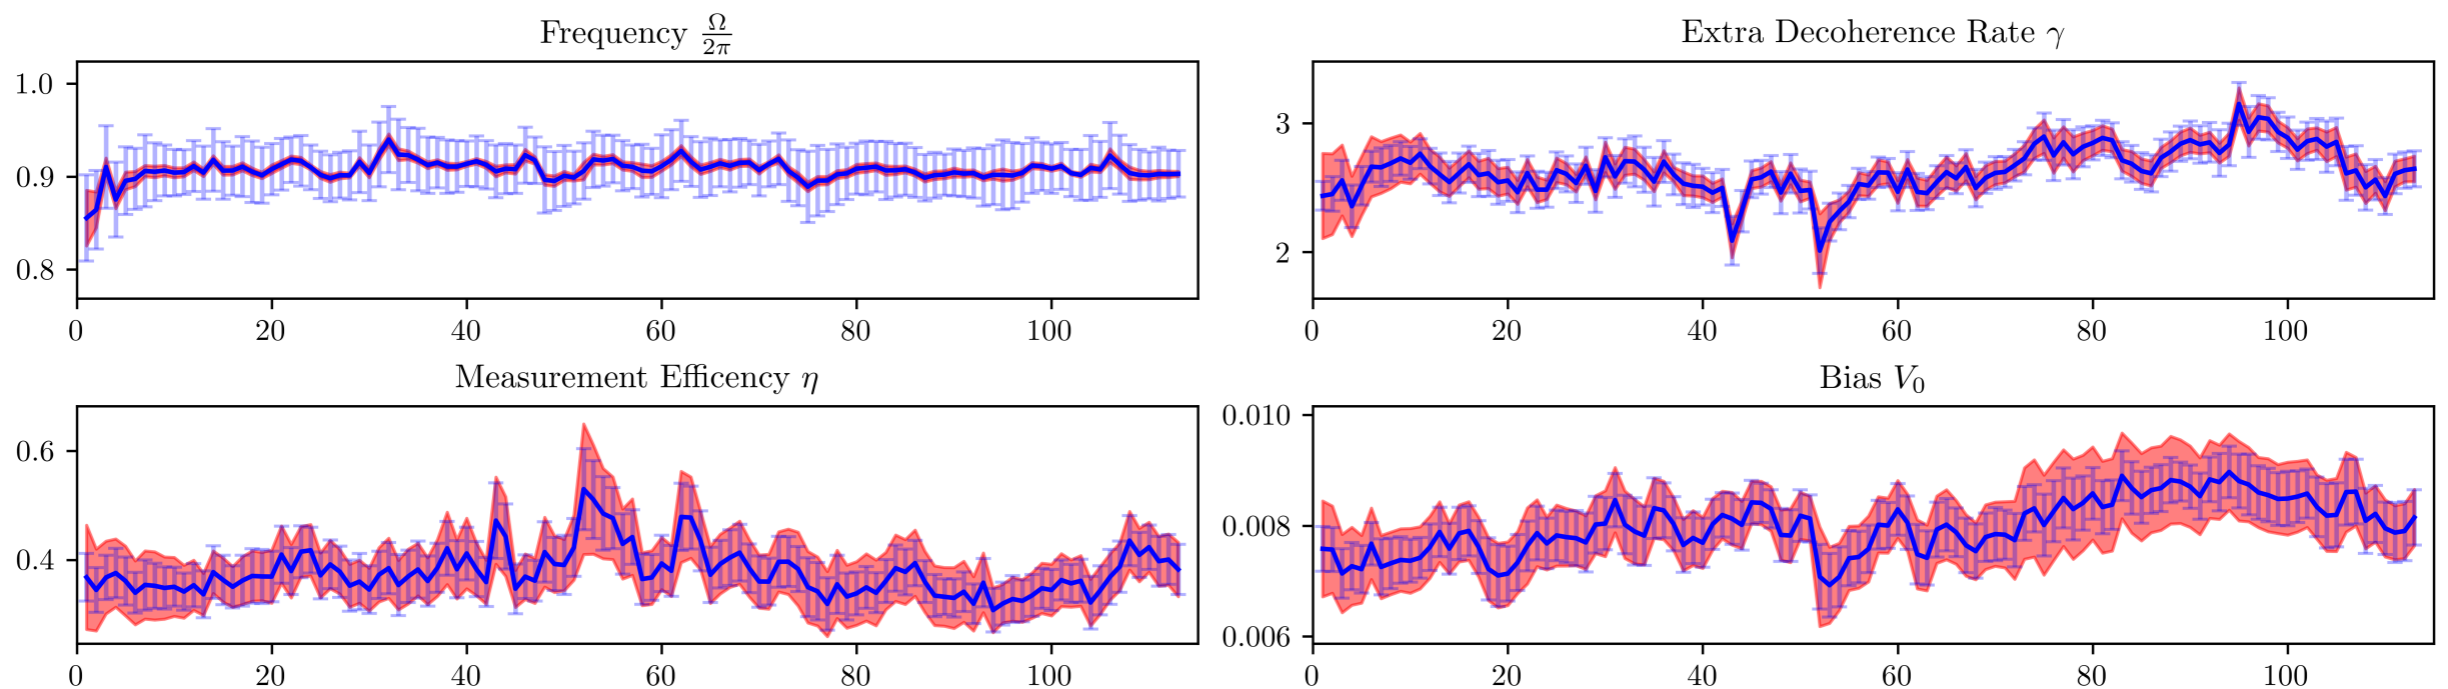 Frequency Ω/2π
1.0
0.9
0.8
0 20 40 60 80 100
Extra Decoherence Rate γ
3
2
0 20 40 60 80 100
Measurement Efficency η
0.6
0.4
0 20 40 60 80 100
Bias V₀
0.010
0.008
0.006
0 20 40 60 80 100